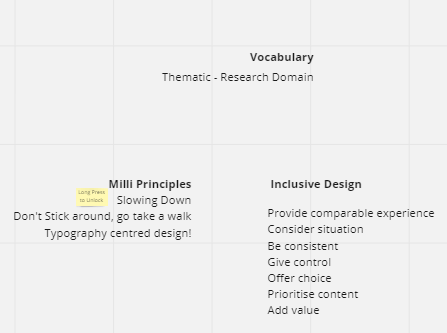 Vocabulary
Thematic - Research Domain
Milli Principles
Long Press
to Unlock
Slowing Down
Don't Stick around, go take a walk
Typography centred design!
Inclusive Design
Provide comparable experience
Consider situation
Be consistent
Give control
Offer choice
Prioritise content
Add value